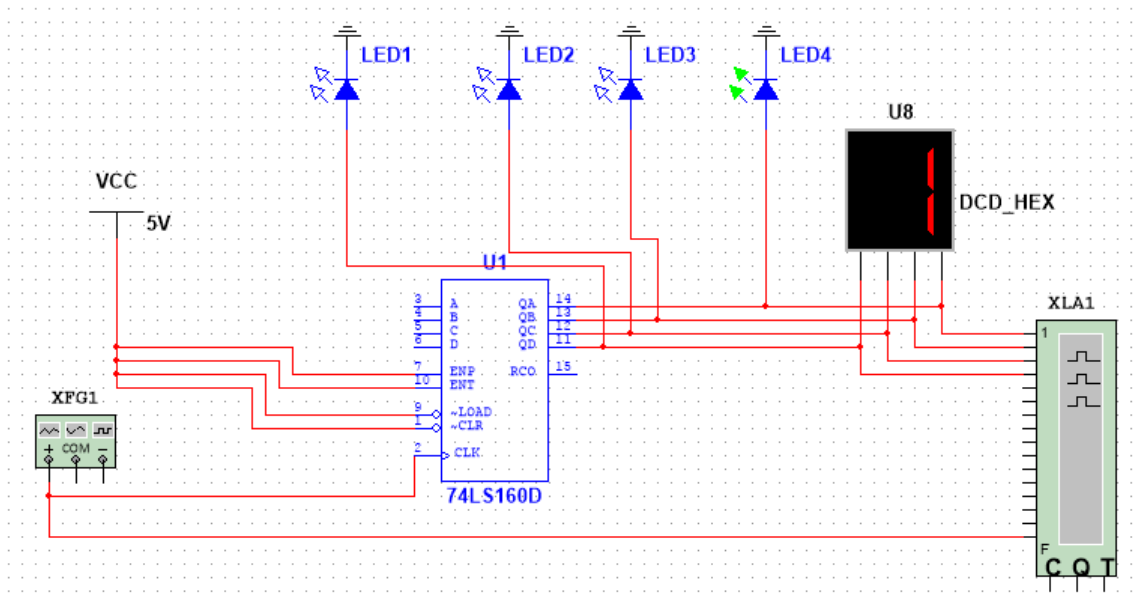 LED1
LED2
LED3
LED4
U8
DCD_HEX
VCC
5V
U1
3 A QA 14
4 B QB 13
5 C QC 12
6 D QD 11
7 ENP RCO 15
10 ENT
9 ~LOAD
1 ~CLR
2 CLK
74LS160D
XFG1
+ COM −
XLA1
1
F
C Q T